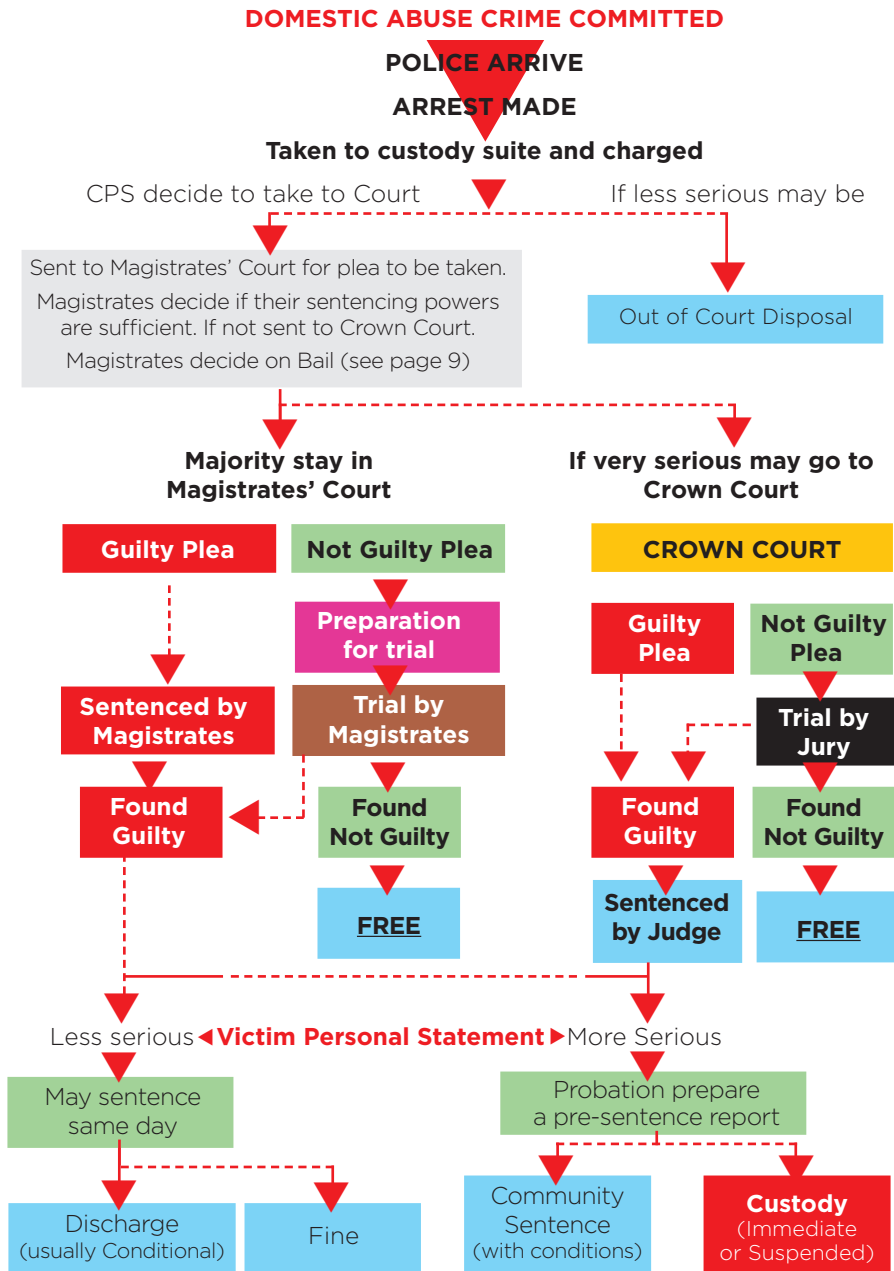 DOMESTIC ABUSE CRIME COMMITTED
POLICE ARRIVE
ARREST MADE
Taken to custody suite and charged
CPS decide to take to Court
If less serious may be
Sent to Magistrates’ Court for plea to be taken.
Magistrates decide if their sentencing powers
are sufficient. If not sent to Crown Court.
Magistrates decide on Bail (see page 9)
Out of Court Disposal
Majority stay in
Magistrates’ Court
If very serious may go to
Crown Court
Guilty Plea
Not Guilty Plea
CROWN COURT
Preparation
for trial
Guilty
Plea
Not Guilty
Plea
Sentenced by
Magistrates
Trial by
Magistrates
Trial by
Jury
Found
Guilty
Found
Not Guilty
Found
Guilty
Found
Not Guilty
FREE
Sentenced
by Judge
FREE
Less serious
Victim Personal Statement
More Serious
May sentence
same day
Probation prepare
a pre-sentence report
Discharge
(usually Conditional)
Fine
Community
Sentence
(with conditions)
Custody
(Immediate
or Suspended)